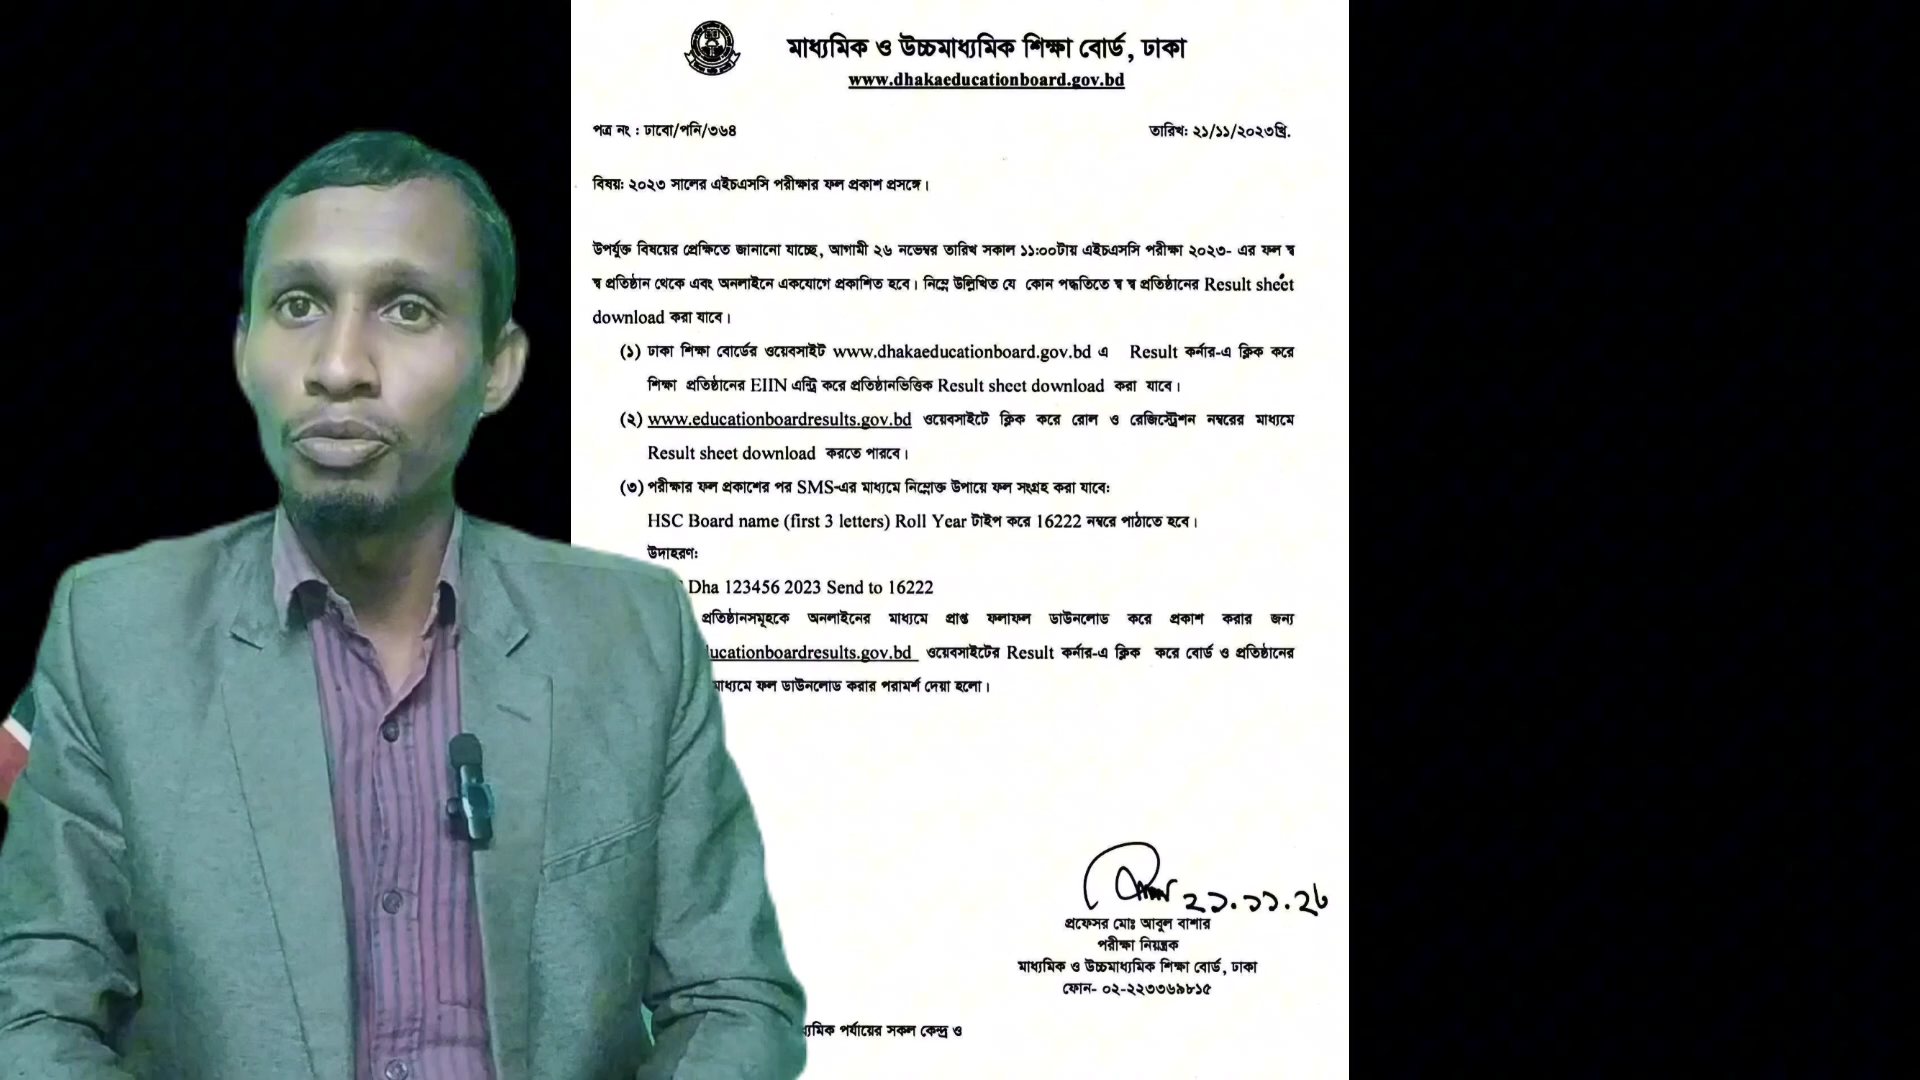 মাধ্যমিক ও উচ্চমাধ্যমিক শিক্ষা বোর্ড, ঢাকা
www.dhakaeducationboard.gov.bd
পত্র নং : ঢাবো/পনি/৩৬৪
তারিখ: ২১/১১/২০২৩খ্রি.
বিষয়: ২০২৩ সালের এইচএসসি পরীক্ষার ফল প্রকাশ প্রসঙ্গে।
উপর্যুক্ত বিষয়ের প্রেক্ষিতে জানানো যাচ্ছে, আগামী ২৬ নভেম্বর তারিখ সকাল ১১:০০টায় এইচএসসি পরীক্ষা ২০২৩- এর ফল স্ব
স্ব প্রতিষ্ঠান থেকে এবং অনলাইনে একযোগে প্রকাশিত হবে। নিম্নে উল্লিখিত যে কোন পদ্ধতিতে স্ব স্ব প্রতিষ্ঠানের Result sheet
download করা যাবে।
(১) ঢাকা শিক্ষা বোর্ডের ওয়েবসাইট www.dhakaeducationboard.gov.bd এ Result কর্নার-এ ক্লিক করে
শিক্ষা প্রতিষ্ঠানের EIIN এন্ট্রি করে প্রতিষ্ঠানভিত্তিক Result sheet download করা যাবে।
(২) www.educationboardresults.gov.bd ওয়েবসাইটে ক্লিক করে রোল ও রেজিস্ট্রেশন নম্বরের মাধ্যমে
Result sheet download করতে পারবে।
(৩) পরীক্ষার ফল প্রকাশের পর SMS-এর মাধ্যমে নিম্নোক্ত উপায়ে ফল সংগ্রহ করা যাবে:
HSC Board name (first 3 letters) Roll Year টাইপ করে 16222 নম্বরে পাঠাতে হবে।
উদাহরণ:
Dha 123456 2023 Send to 16222
প্রতিষ্ঠানসমূহকে অনলাইনের মাধ্যমে প্রাপ্ত ফলাফল ডাউনলোড করে প্রকাশ করার জন্য
ucationboardresults.gov.bd ওয়েবসাইটের Result কর্নার-এ ক্লিক করে বোর্ড ও প্রতিষ্ঠানের
মাধ্যমে ফল ডাউনলোড করার পরামর্শ দেয়া হলো।
২১.১১.২৩
প্রফেসর মোঃ আবুল বাশার
পরীক্ষা নিয়ন্ত্রক
মাধ্যমিক ও উচ্চমাধ্যমিক শিক্ষা বোর্ড, ঢাকা
ফোন- ০২-২২৩৩৬৯৮১৫
ধ্যমিক পর্যায়ের সকল কেন্দ্র ও